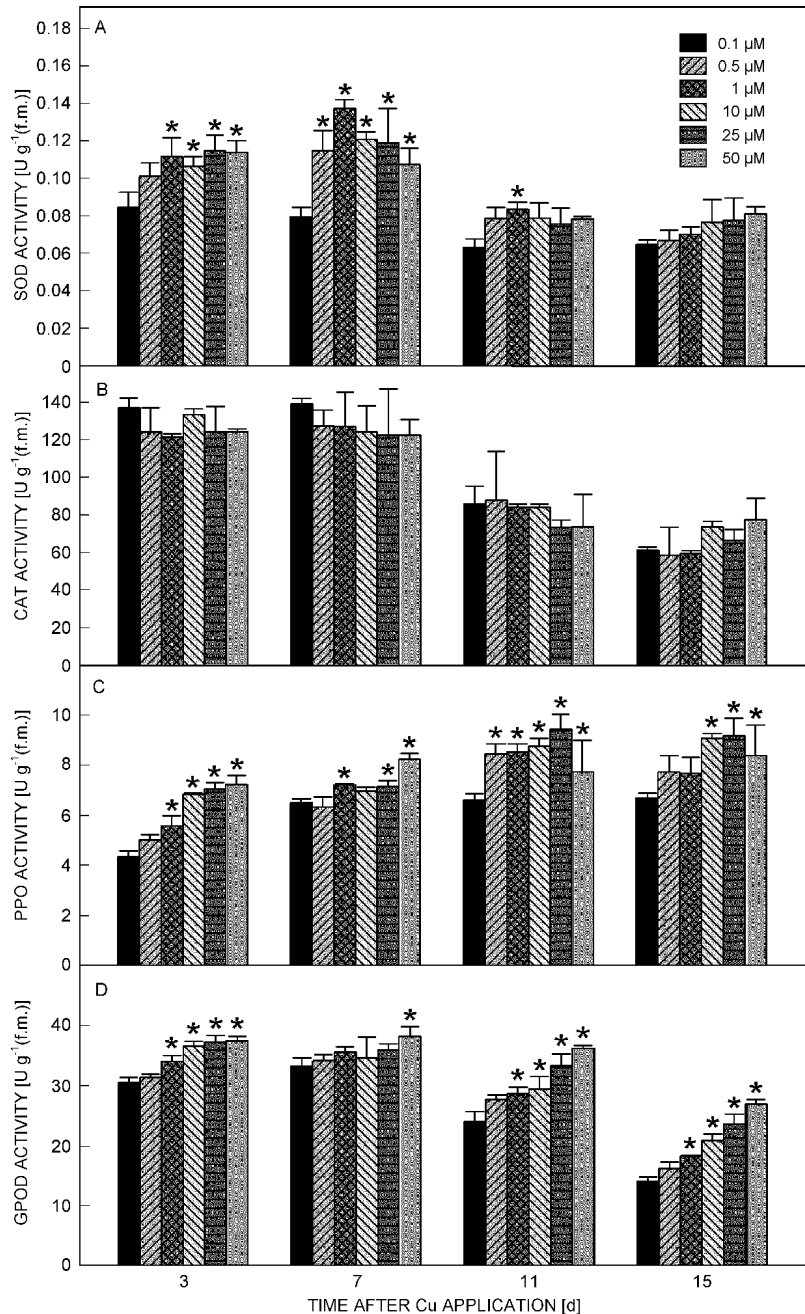 A
0.18
0.16
0.14
0.12
0.10
0.08
0.06
0.04
0.02
0
SOD ACTIVITY [U g⁻¹(f.m.)]
0.1 µM
0.5 µM
1 µM
10 µM
25 µM
50 µM
* * * *
* * * * *
*
B
140
120
100
80
60
40
20
0
CAT ACTIVITY [U g⁻¹(f.m.)]
C
10
8
6
4
2
0
PPO ACTIVITY [U g⁻¹(f.m.)]
* * * *
* * *
* * * * *
* * *
D
40
30
20
10
0
GPOD ACTIVITY [U g⁻¹(f.m.)]
* * * *
*
* * * *
* * * *
3 7 11 15
TIME AFTER Cu APPLICATION [d]